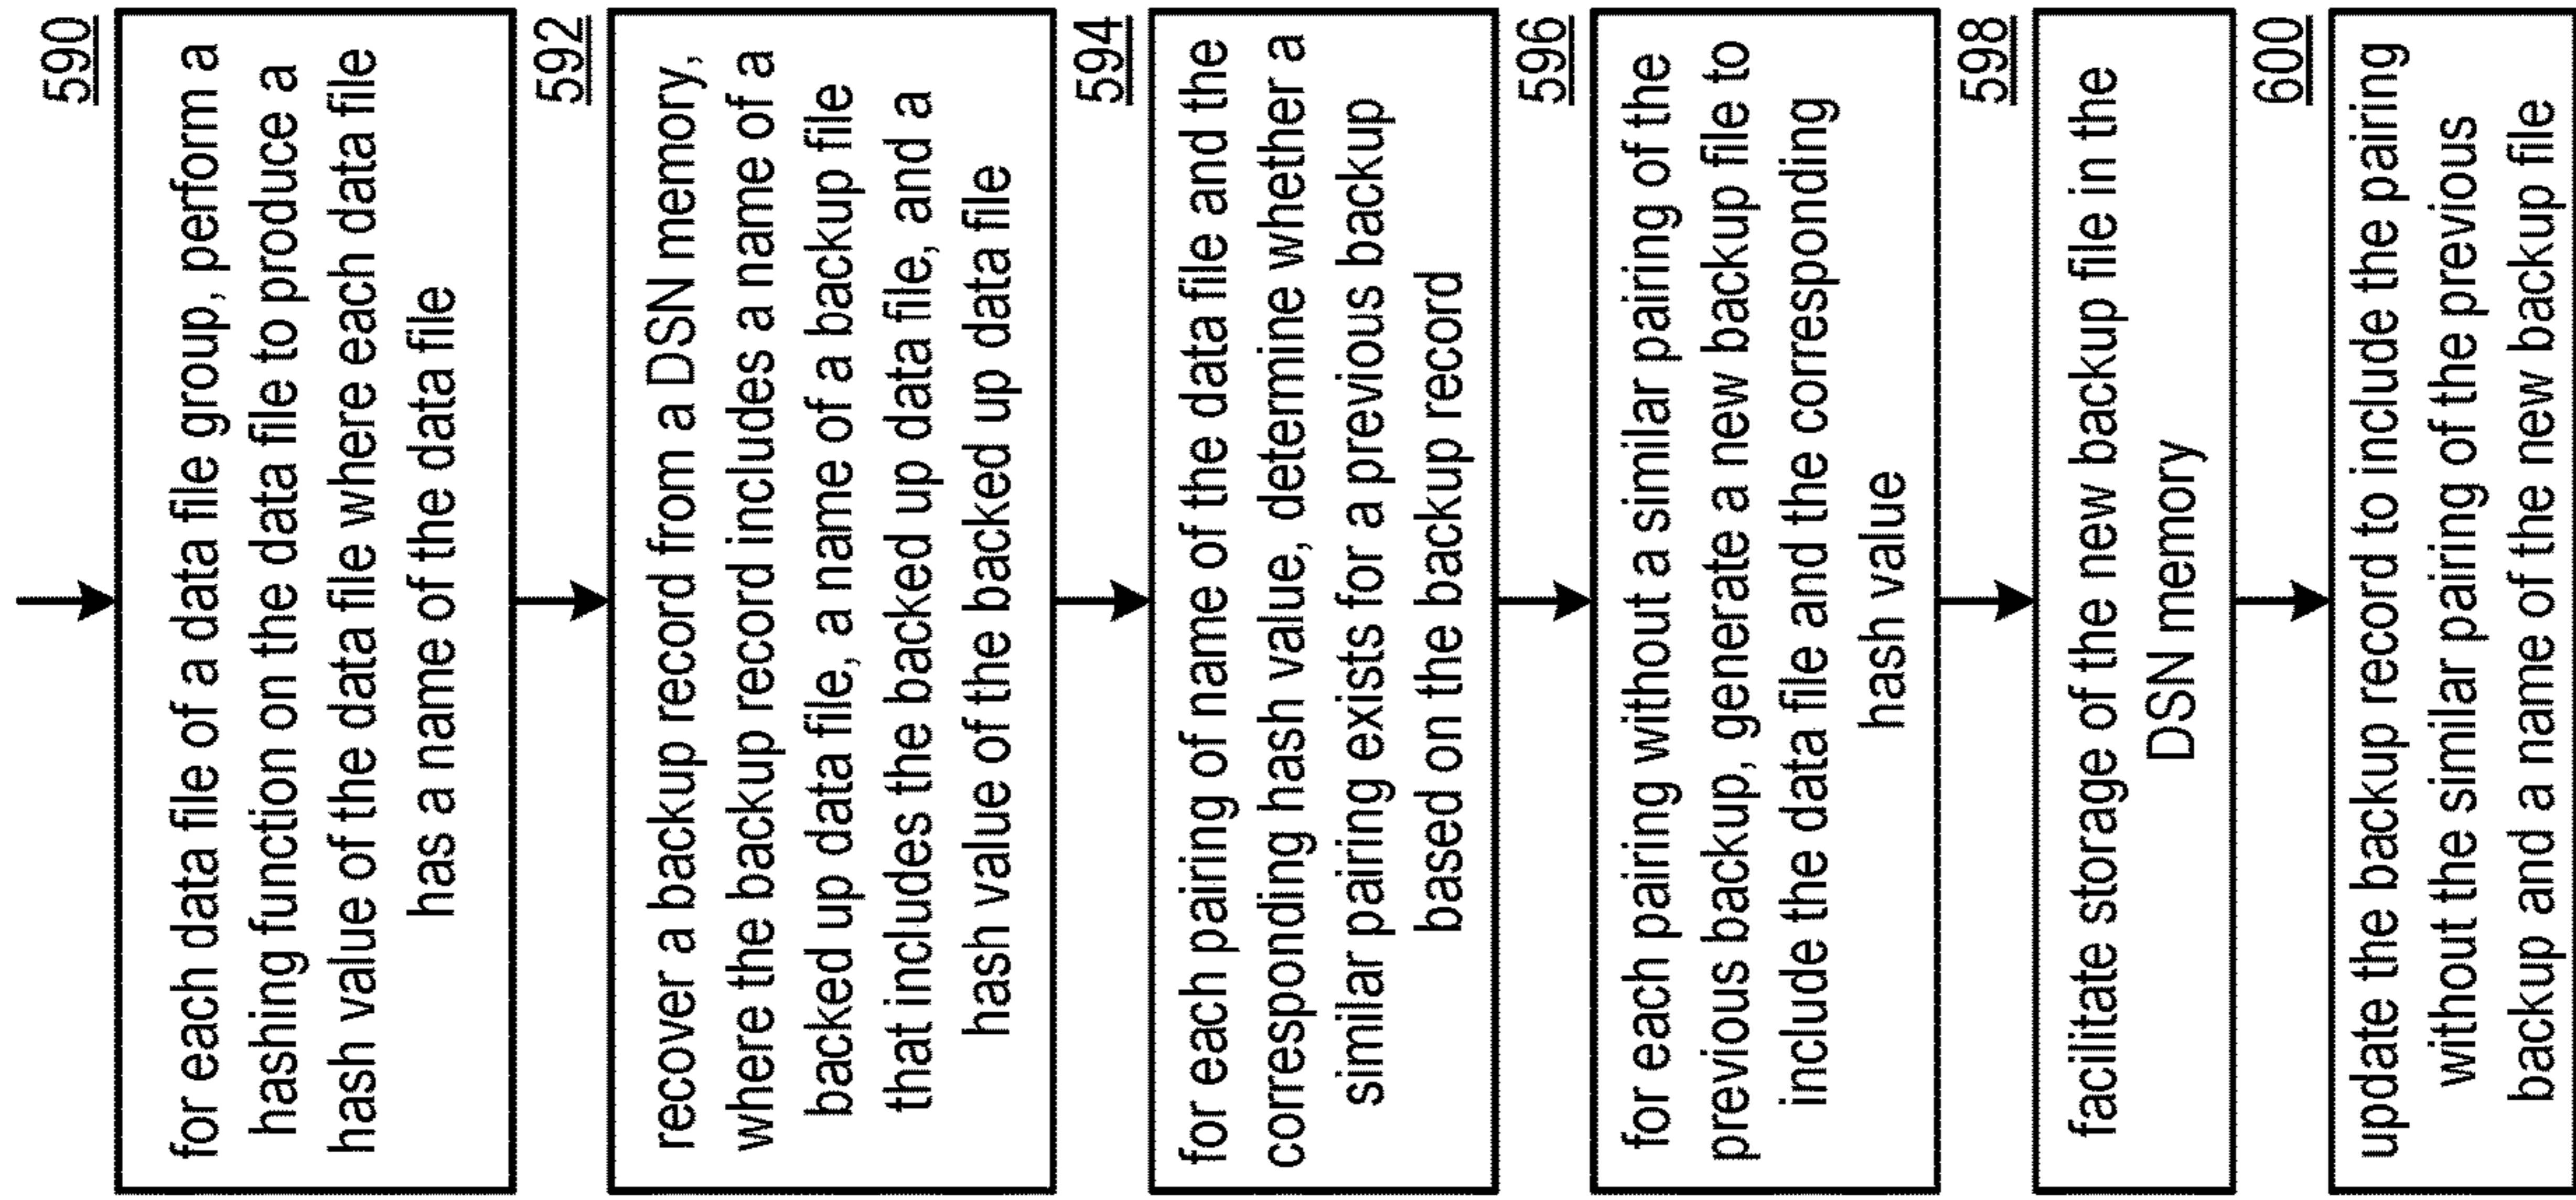 590
for each data file of a data file group, perform a
hashing function on the data file to produce a
hash value of the data file where each data file
has a name of the data file
592
recover a backup record from a DSN memory,
where the backup record includes a name of a
backed up data file, a name of a backup file
that includes the backed up data file, and a
hash value of the backed up data file
594
for each pairing of name of the data file and the
corresponding hash value, determine whether a
similar pairing exists for a previous backup
based on the backup record
596
for each pairing without a similar pairing of the
previous backup, generate a new backup file to
include the data file and the corresponding
hash value
598
facilitate storage of the new backup file in the
DSN memory
600
update the backup record to include the pairing
without the similar pairing of the previous
backup and a name of the new backup file